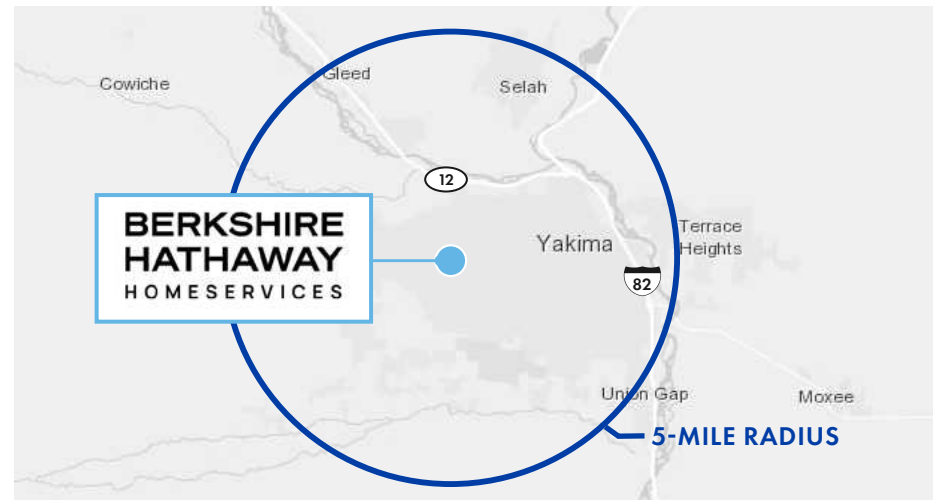 Gleed
Cowiche
Selah
12
BERKSHIRE
HATHAWAY
HOMESERVICES
Terrace
Heights
Yakima
82
Union Gap
Moxee
5-MILE RADIUS